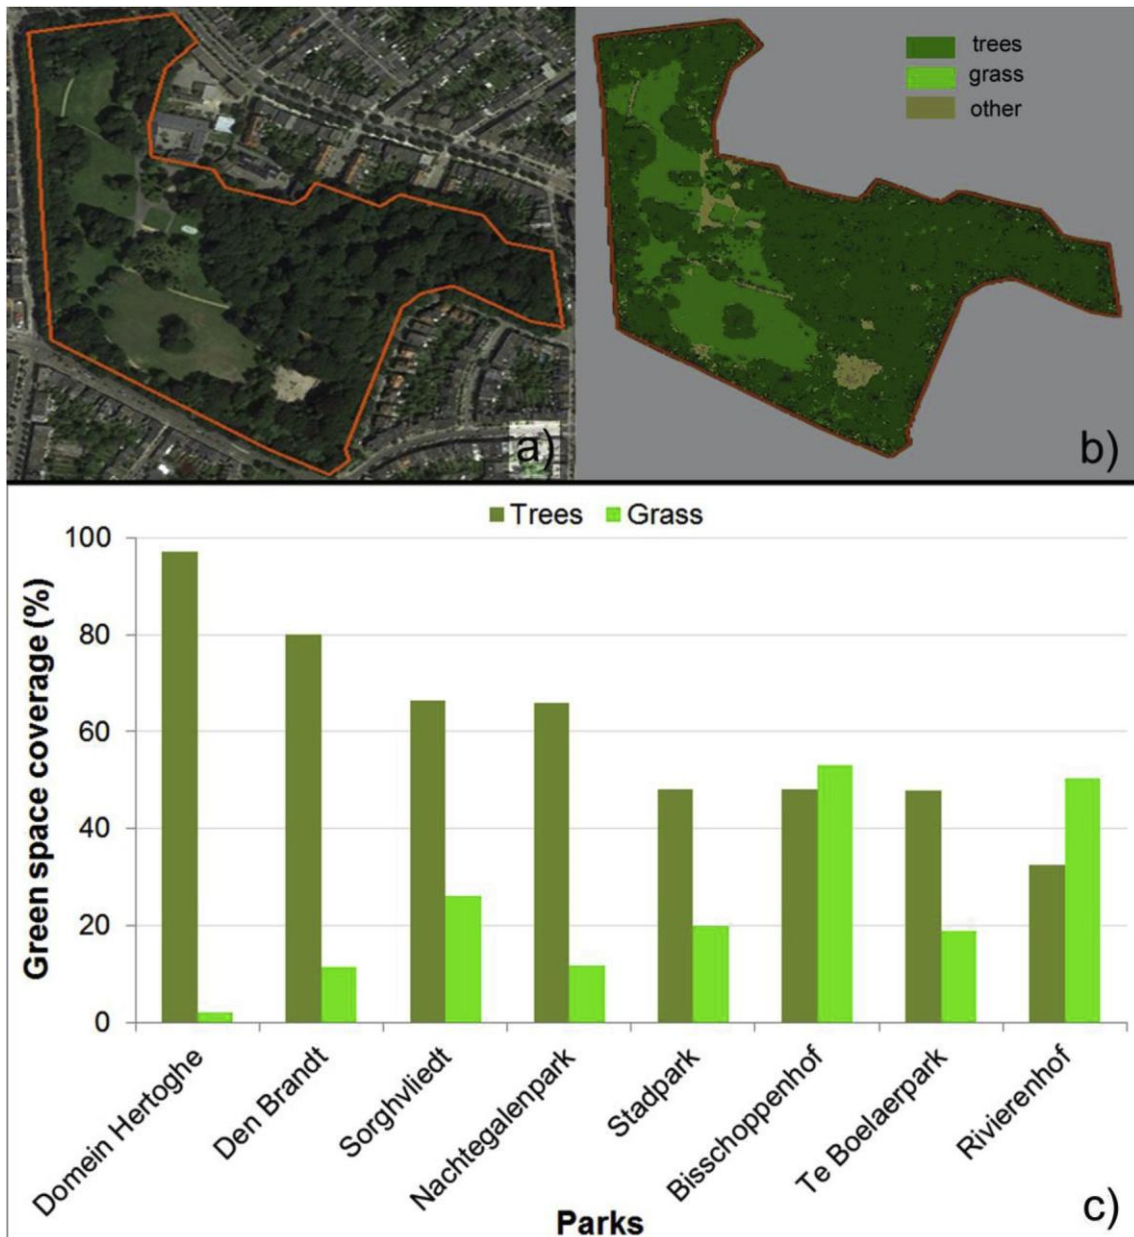 trees
grass
other
a)
b)
Trees Grass
Green space coverage (%)
100
80
60
40
20
0
Domein Hertoghe
Den Brandt
Sorghvliedt
Nachtegalenpark
Stadpark
Bisschoppenhof
Te Boelaerpark
Rivierenhof
Parks
c)